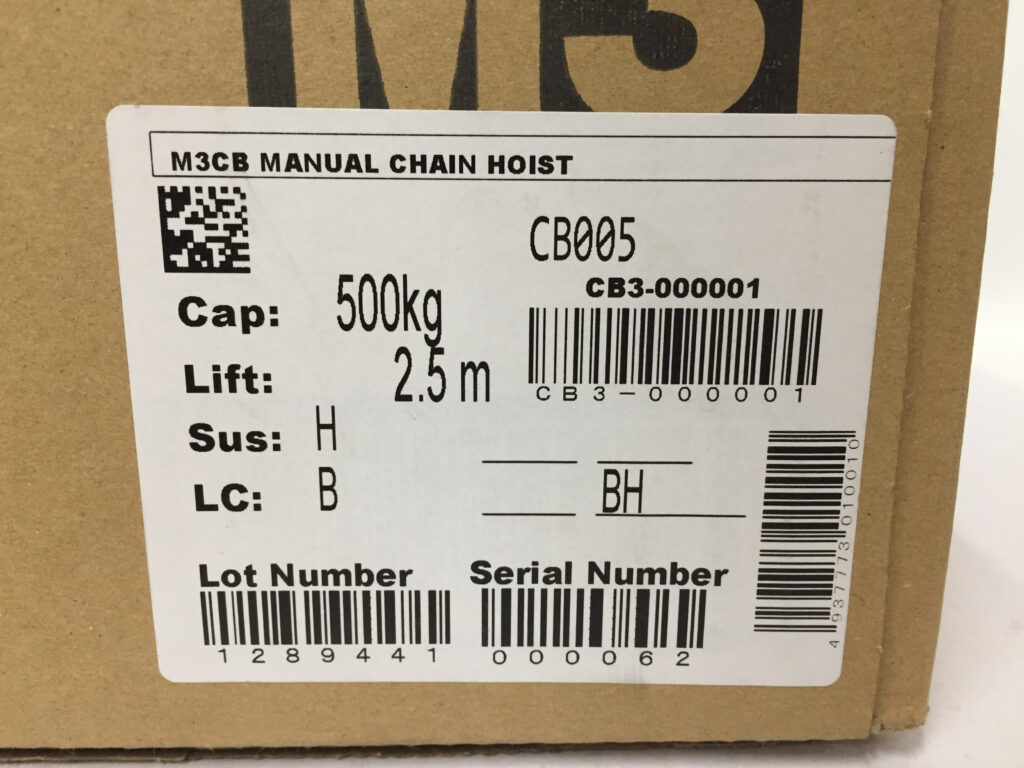 M3
M3CB MANUAL CHAIN HOIST
CB005
CB3-000001
CB3-000001
Cap: 500kg
Lift: 2.5 m
Sus: H
LC: B
BH
Lot Number
1289441
Serial Number
000062
4937773010010